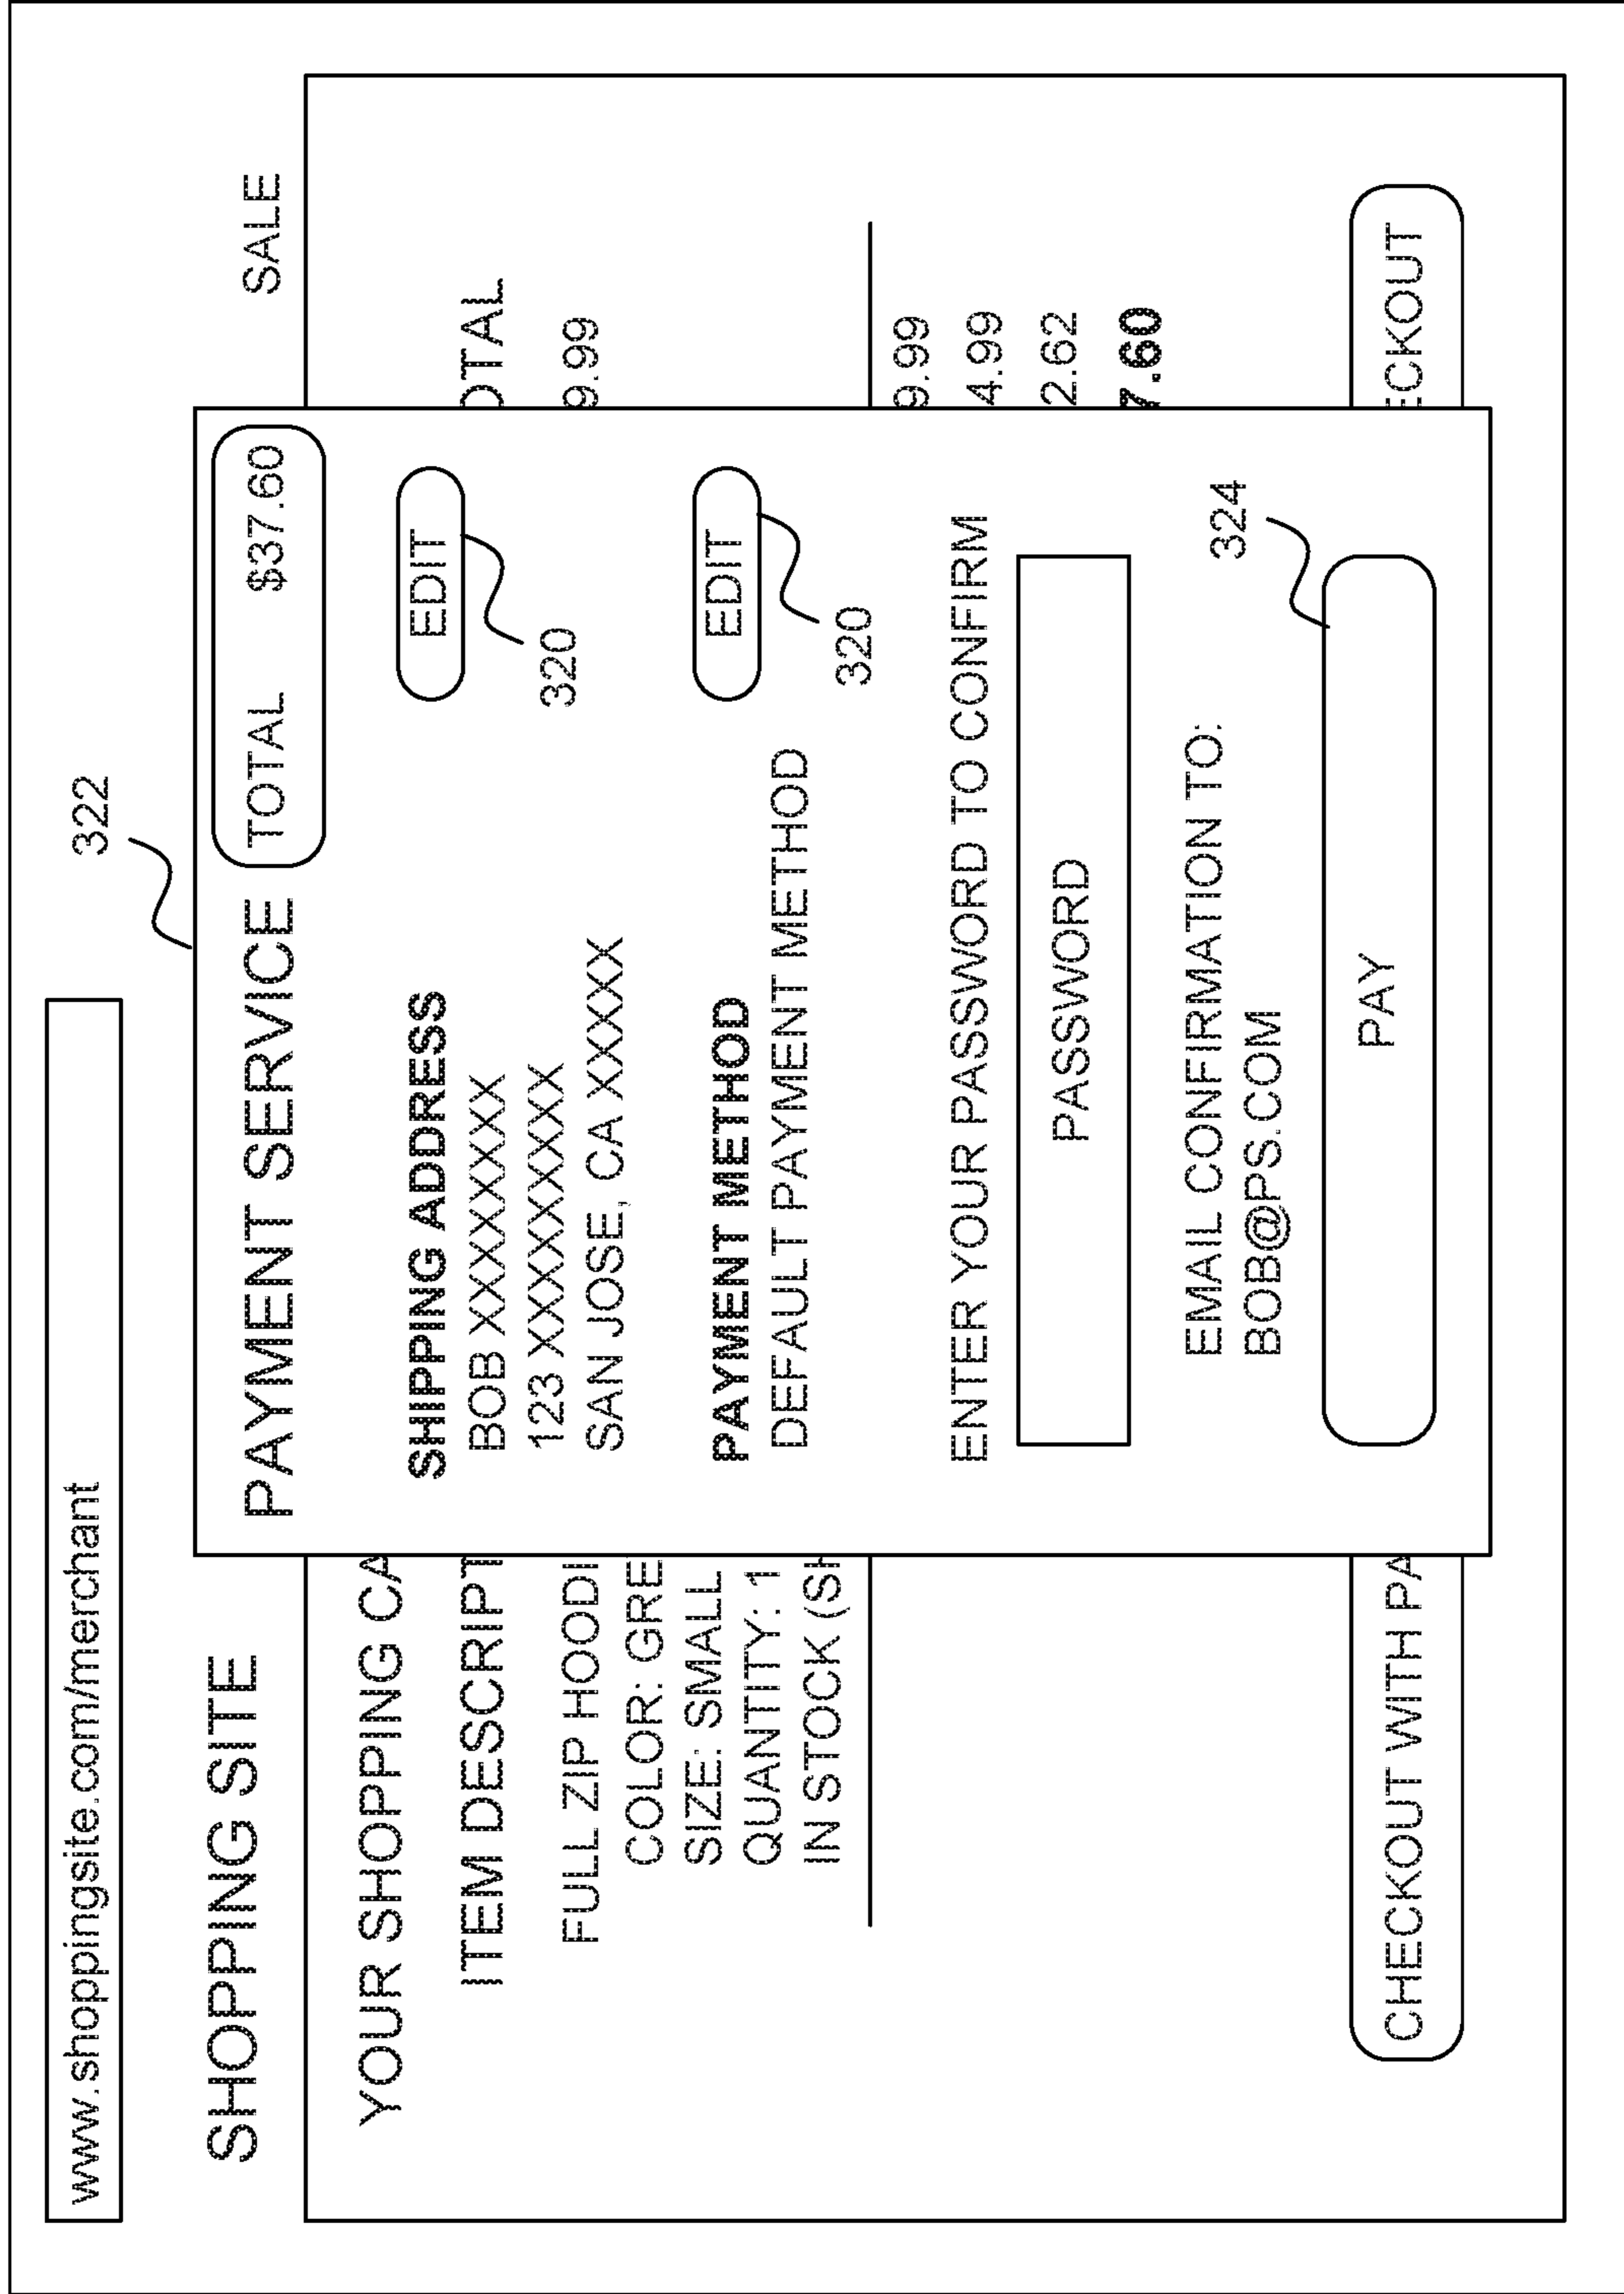 www.shoppingsite.com/merchant
322
SHOPPING SITE
SALE
PAYMENT SERVICE
TOTAL $37.60
YOUR SHOPPING CA
ITEM DESCRIPT
OTAL
FULL ZIP HOODI
9.99
COLOR: GRE
SIZE: SMALL
QUANTITY: 1
IN STOCK (SH
SHIPPING ADDRESS
EDIT
BOB XXXXXXXXX
123 XXXXXXXXX
SAN JOSE, CA XXXXX
320
PAYMENT METHOD
EDIT
DEFAULT PAYMENT METHOD
320
9.99
4.99
2.62
7.60
ENTER YOUR PASSWORD TO CONFIRM
PASSWORD
EMAIL CONFIRMATION TO:
BOB@PS.COM
324
PAY
CHECKOUT WITH PA
ECKOUT